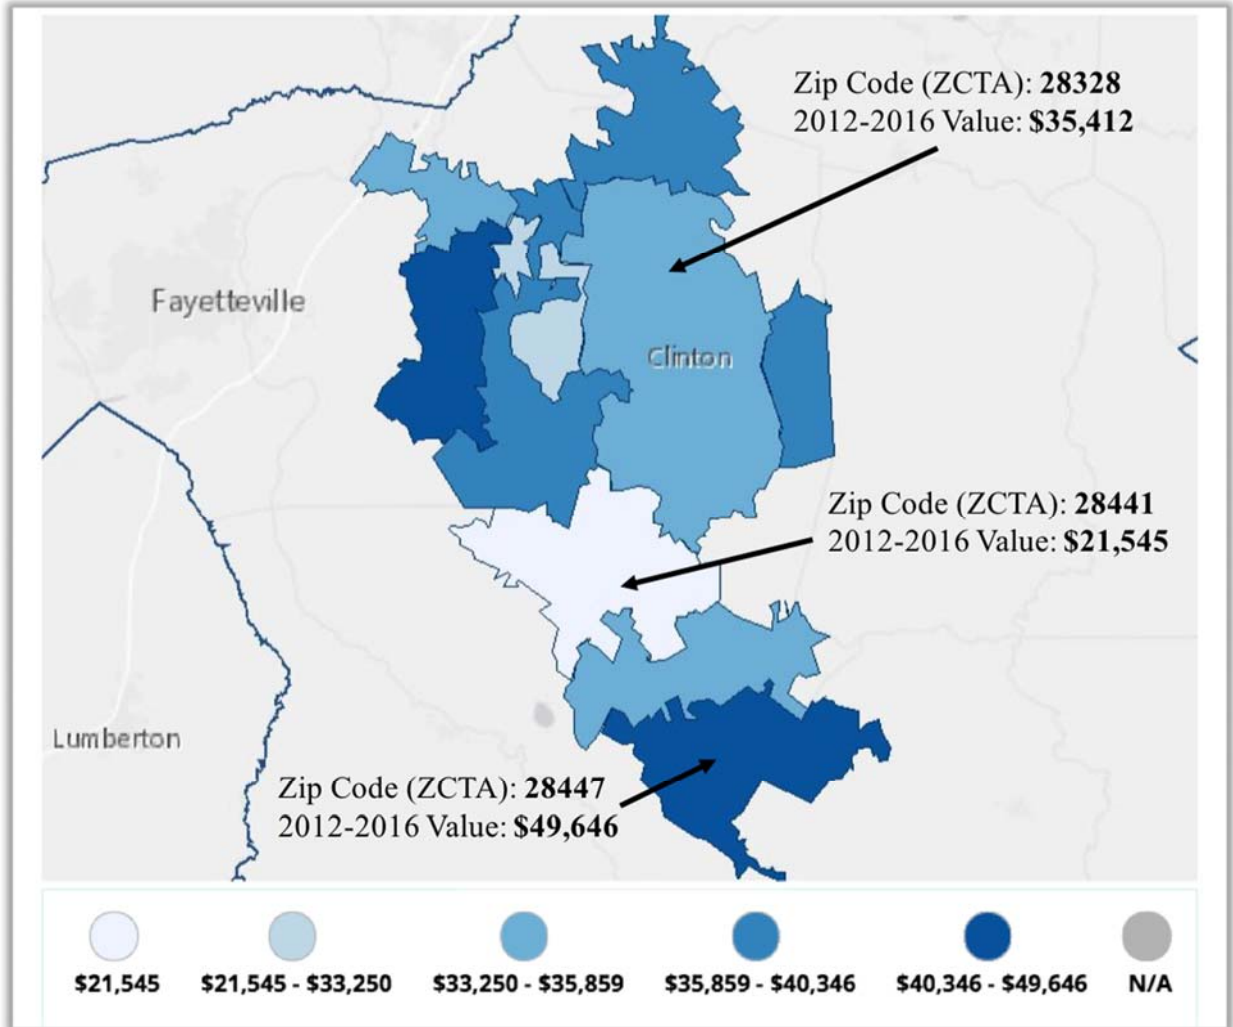 Zip Code (ZCTA): 28328
2012-2016 Value: $35,412
Fayetteville
Clinton
Zip Code (ZCTA): 28441
2012-2016 Value: $21,545
Lumberton
Zip Code (ZCTA): 28447
2012-2016 Value: $49,646
$21,545
$21,545 - $33,250
$33,250 - $35,859
$35,859 - $40,346
$40,346 - $49,646
N/A